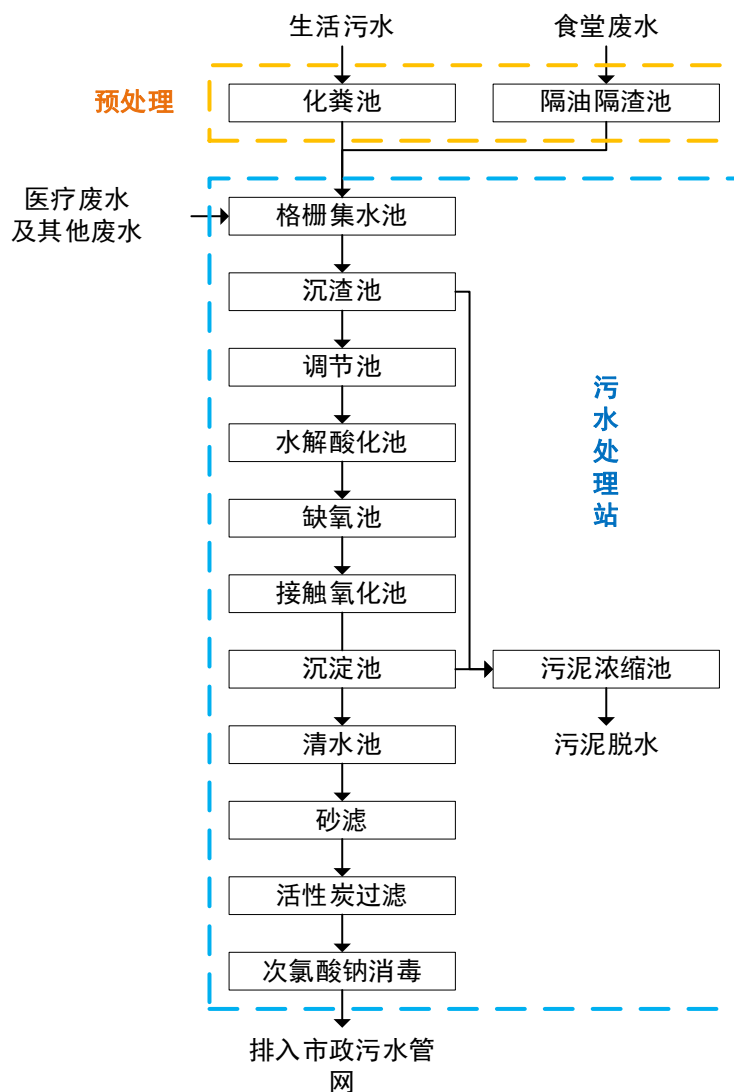 生活污水
食堂废水
预处理
化粪池
隔油隔渣池
医疗废水
及其他废水
格栅集水池
沉渣池
调节池
水解酸化池
缺氧池
接触氧化池
沉淀池
污泥浓缩池
污水处理站
清水池
污泥脱水
砂滤
活性炭过滤
次氯酸钠消毒
排入市政污水管
网